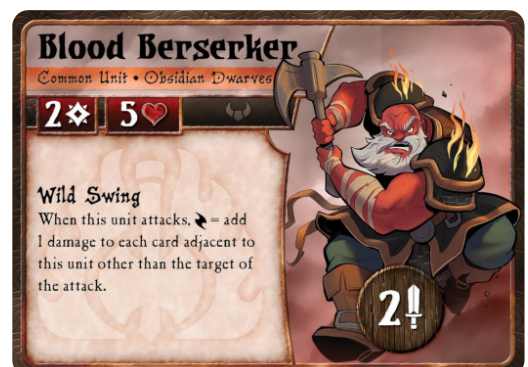 Blood Berserker
Common Unit • Obsidian Dwarves
2 5
Wild Swing
When this unit attacks, = add
1 damage to each card adjacent to
this unit other than the target of
the attack.
2